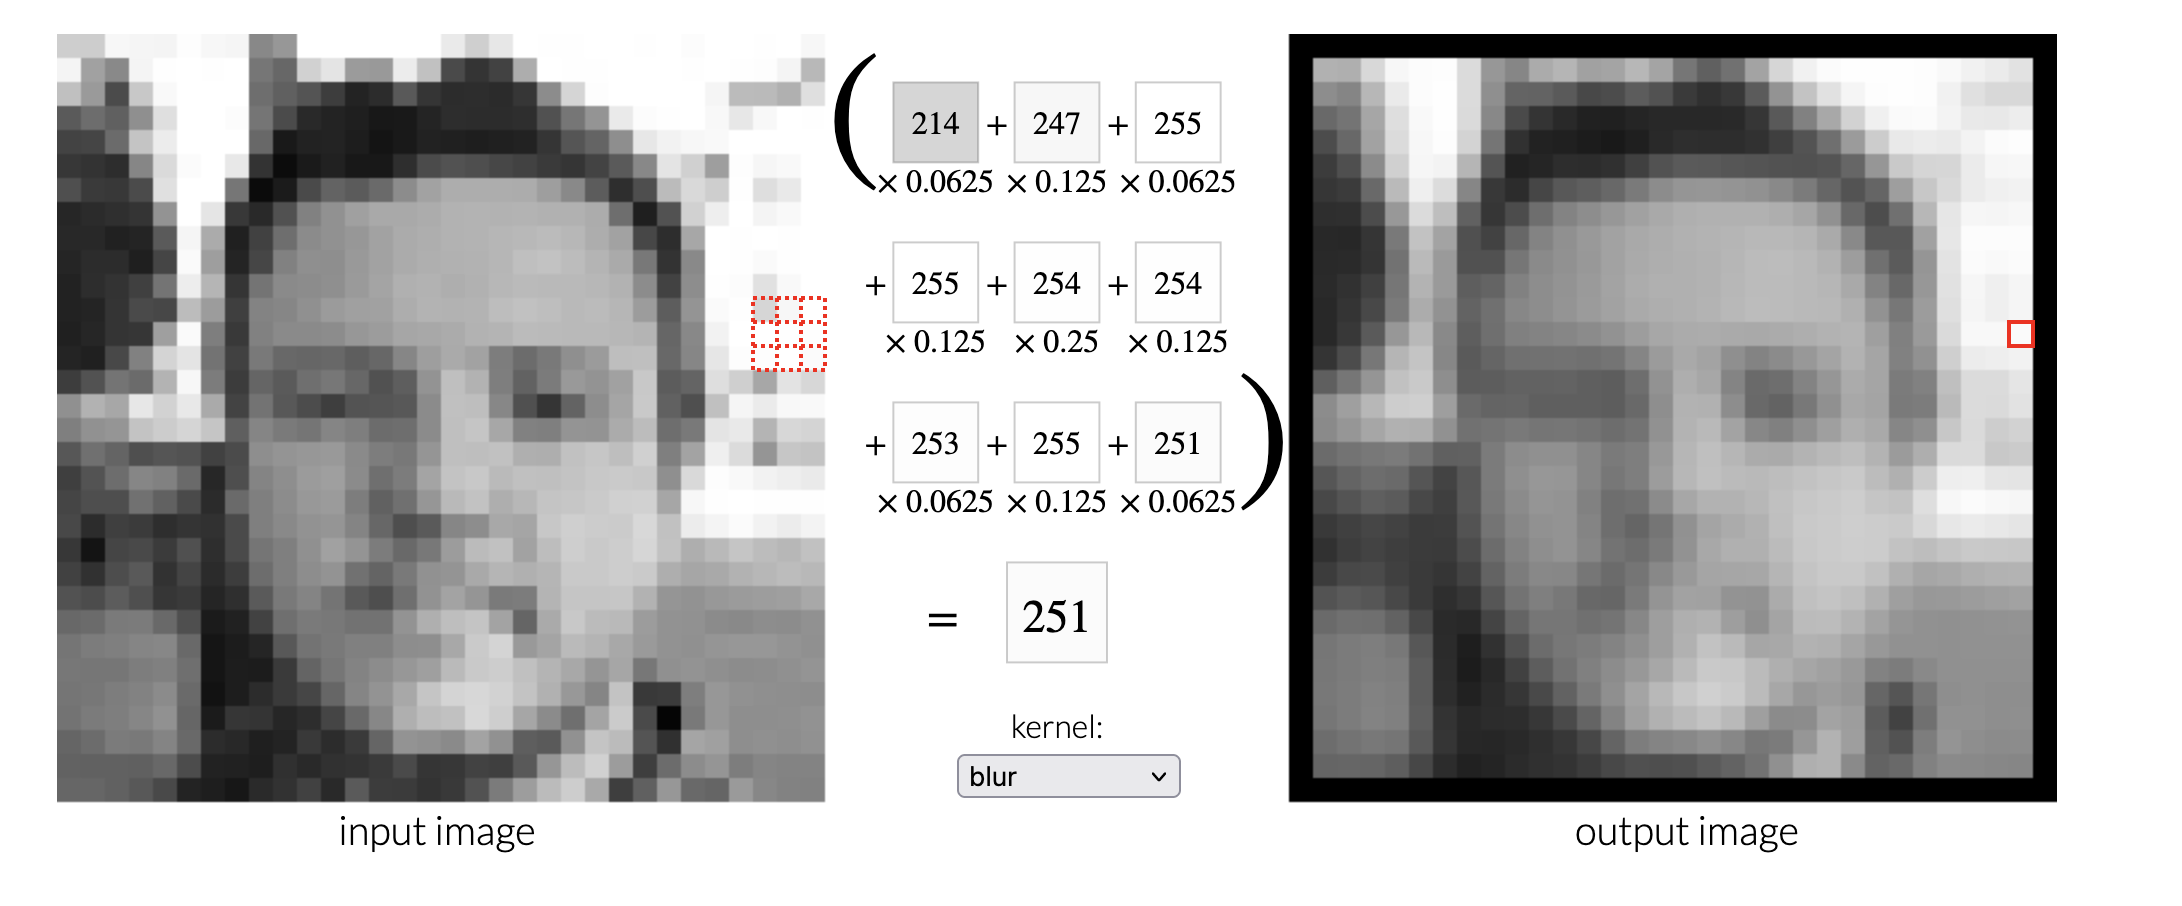 ( 214 + 247 + 255
× 0.0625 × 0.125 × 0.0625
+ 255 + 254 + 254
× 0.125 × 0.25 × 0.125
+ 253 + 255 + 251 )
× 0.0625 × 0.125 × 0.0625
= 251
kernel:
blur
input image
output image